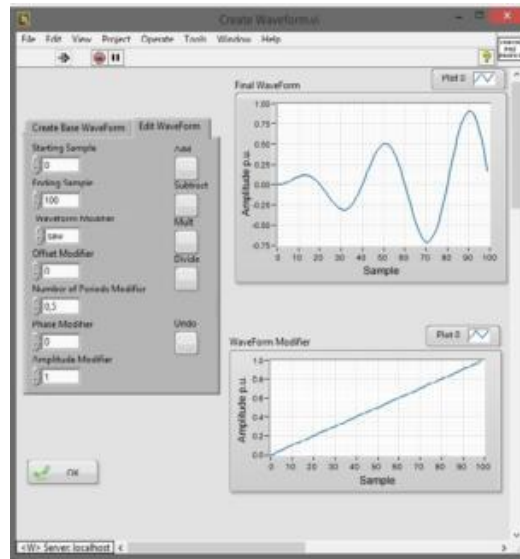 Create Waveform.vi
File Edit View Project Operate Tools Window Help
Create Base WaveForm Edit WaveForm
Starting Sample Add
0
Ending Sample Subtract
100
Waveform Modifier Mult
saw
Offset Modifier Divide
0
Number of Periods Modifier
0,5
Phase Modifier Undo
0
Amplitude Modifier
1
OK
Final WaveForm Plot 0
Amplitude p.u.
1.00
0.75
0.50
0.25
0.00
-0.25
-0.50
-0.75
0 10 20 30 40 50 60 70 80 90 100
Sample
WaveForm Modifier Plot 0
Amplitude p.u.
1.0
0.8
0.6
0.4
0.2
0.0
0 10 20 30 40 50 60 70 80 90 100
Sample
<W> Server: localhost